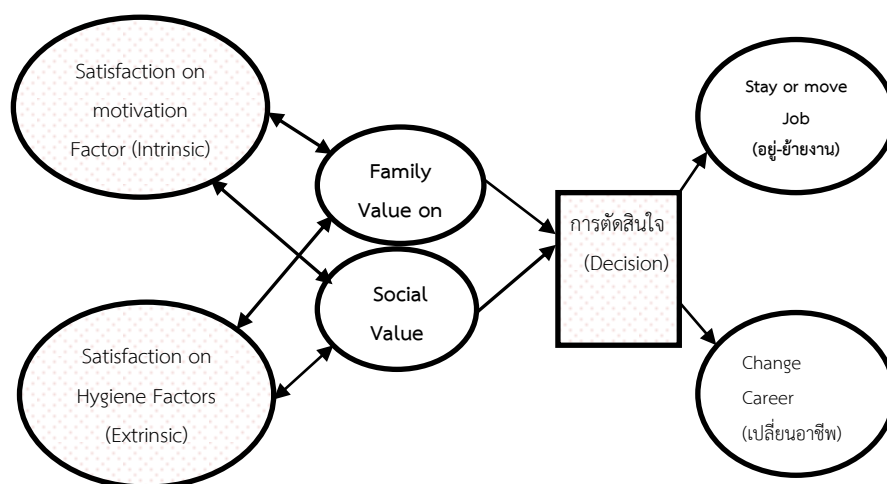 Satisfaction on
motivation
Factor (Intrinsic)
Family
Value on
Social
Value
Satisfaction on
Hygiene Factors
(Extrinsic)
การตัดสินใจ
(Decision)
Stay or move
Job
(อยู่-ย้ายงาน)
Change
Career
(เปลี่ยนอาชีพ)